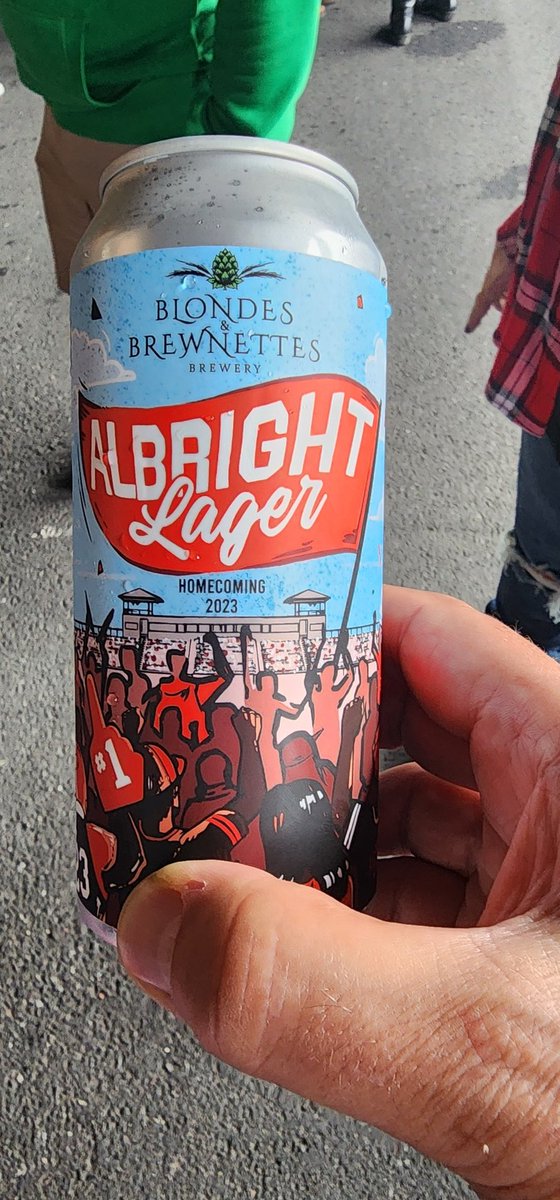 BLONDES
&
BREWNETTES
BREWERY
ALBRIGHT
Lager
HOMECOMING
2023
#1